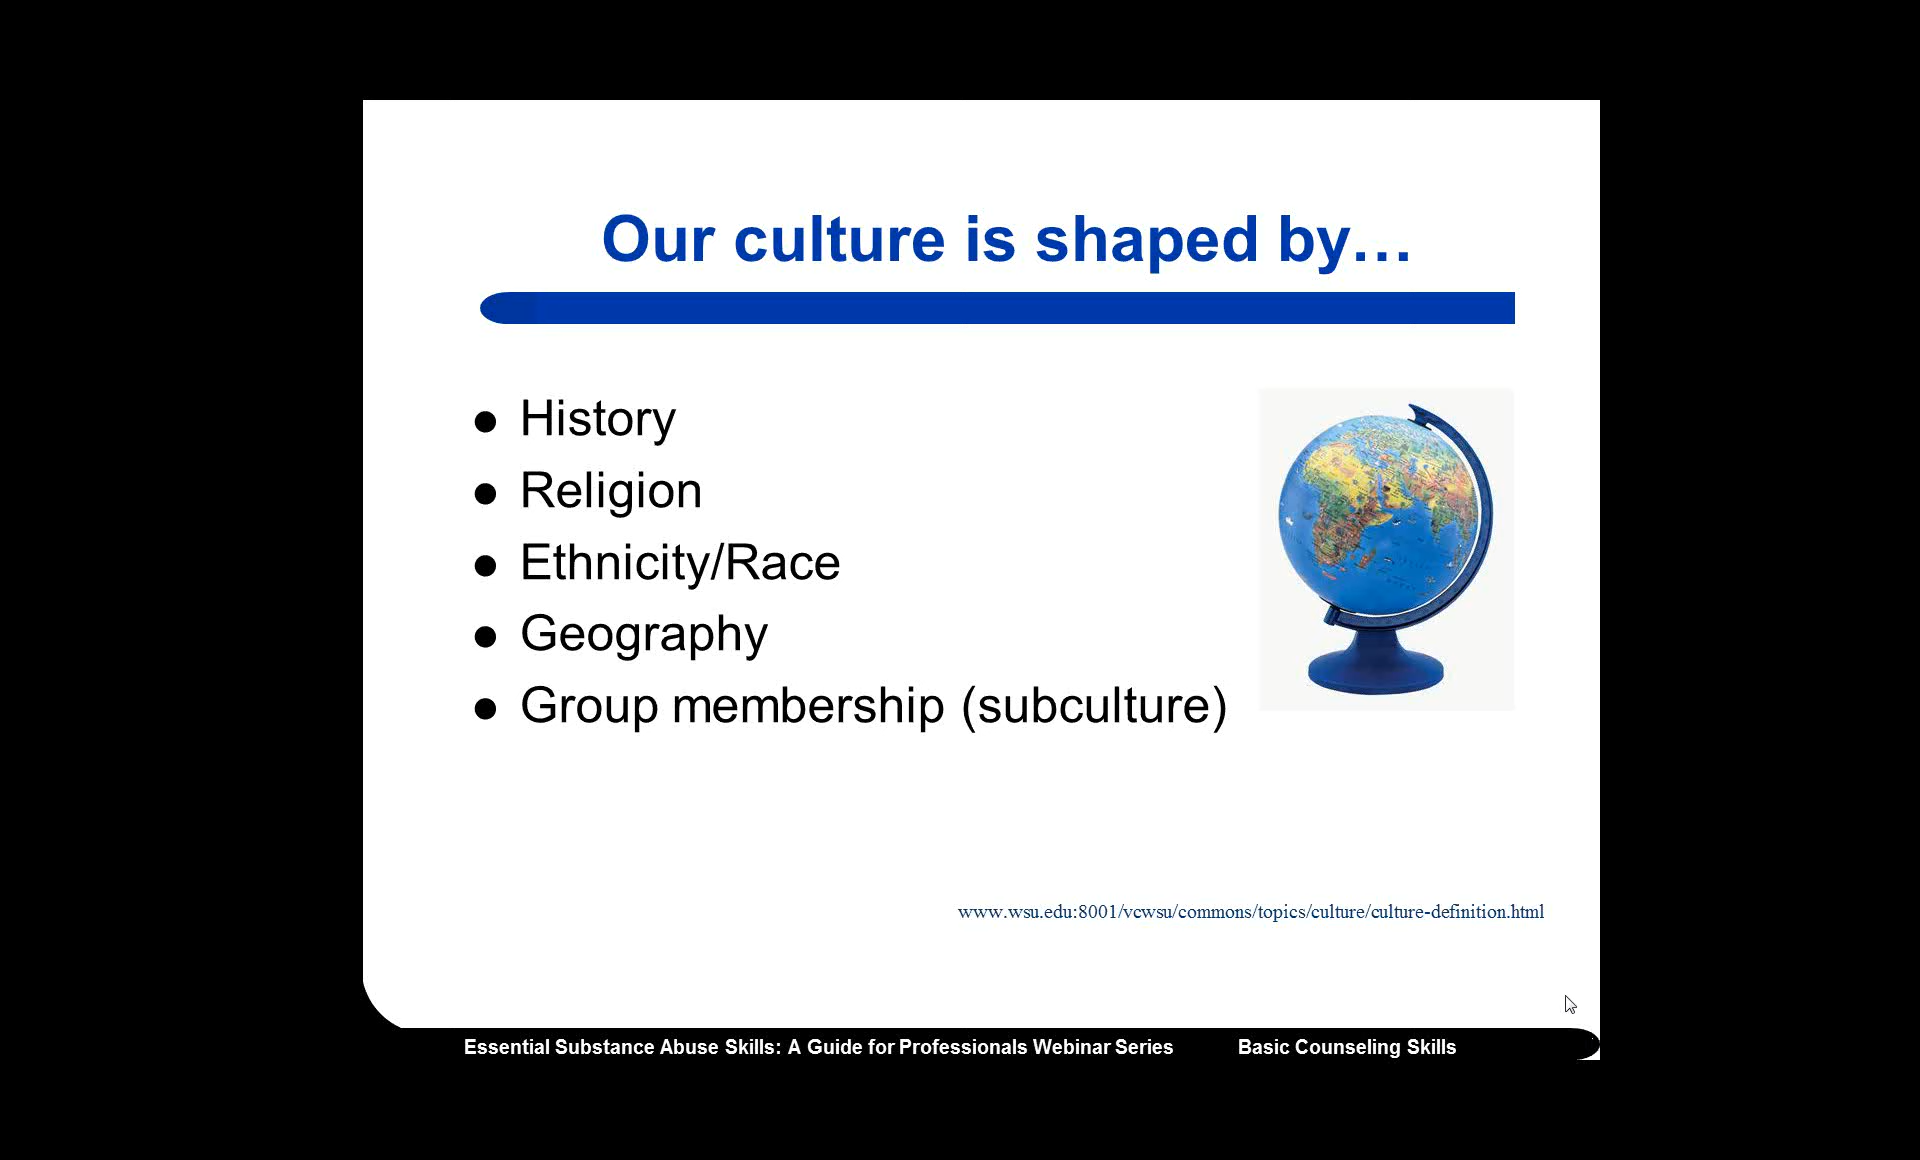 Our culture is shaped by…
History
Religion
Ethnicity/Race
Geography
Group membership (subculture)
www.wsu.edu:8001/vcwsu/commons/topics/culture/culture-definition.html
Essential Substance Abuse Skills: A Guide for Professionals Webinar Series Basic Counseling Skills